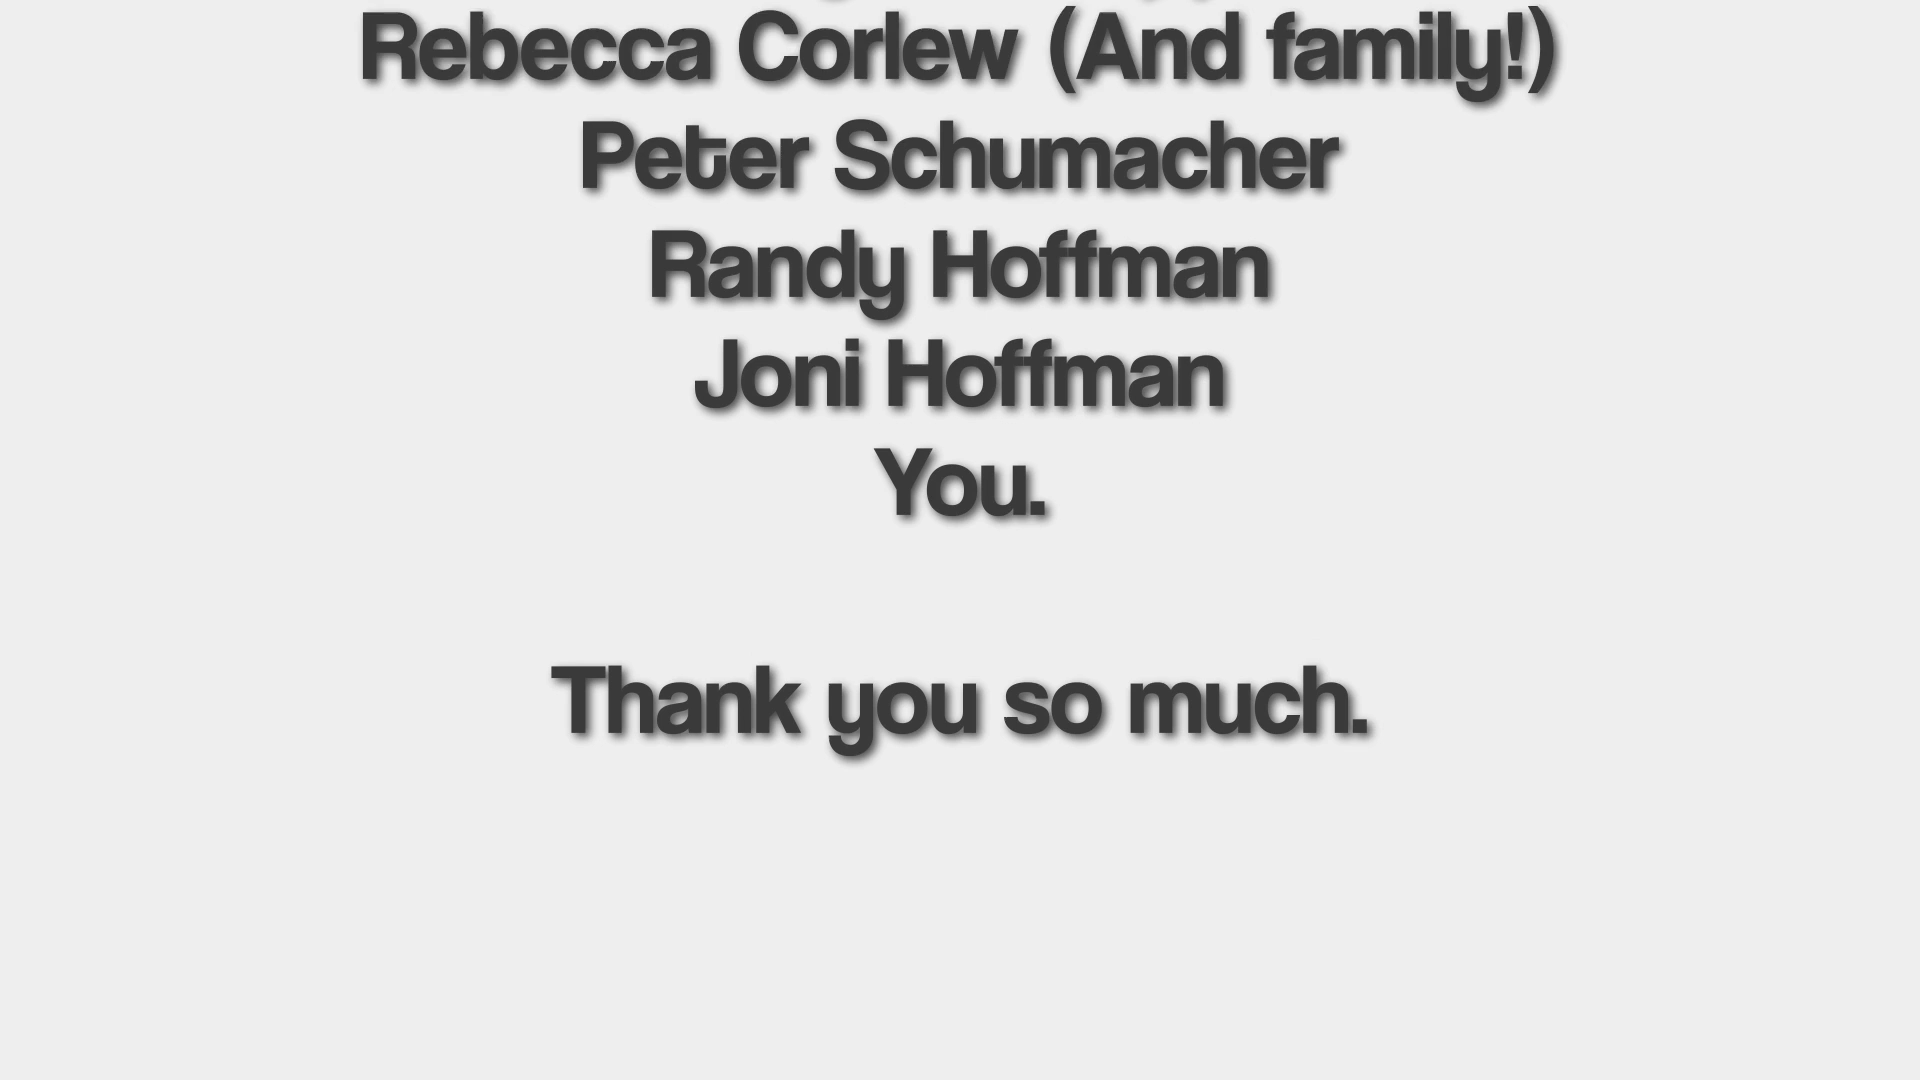 Rebecca Corlew (And family!)
Peter Schumacher
Randy Hoffman
Joni Hoffman
You.
Thank you so much.